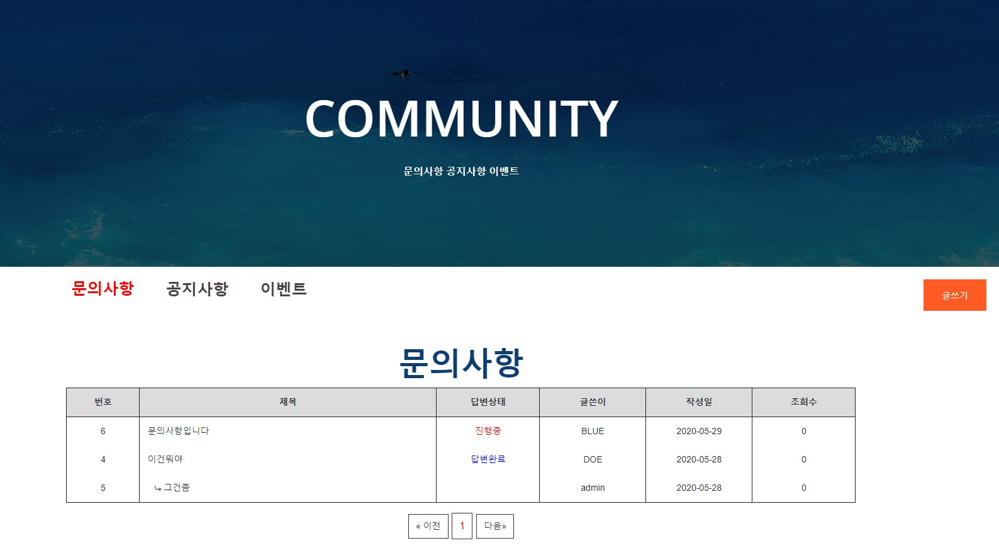 COMMUNITY
문의사항 공지사항 이벤트
문의사항 공지사항 이벤트
글쓰기
문의사항
번호 제목 답변상태 글쓴이 작성일 조회수
6 문의사항입니다 진행중 BLUE 2020-05-29 0
4 이건뭐야 답변완료 DOE 2020-05-28 0
5 ↪ 그건좀 admin 2020-05-28 0
« 이전 1 다음»